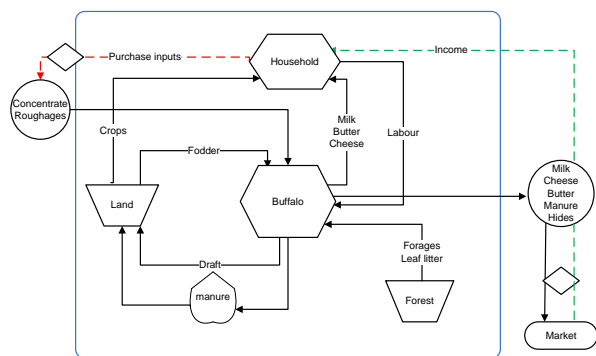 Purchase inputs
Household
Income
Concentrate
Roughages
Crops
Milk
Butter
Cheese
Labour
Fodder
Land
Buffalo
Milk
Cheese
Butter
Manure
Hides
Draft
Forages
Leaf litter
manure
Forest
Market